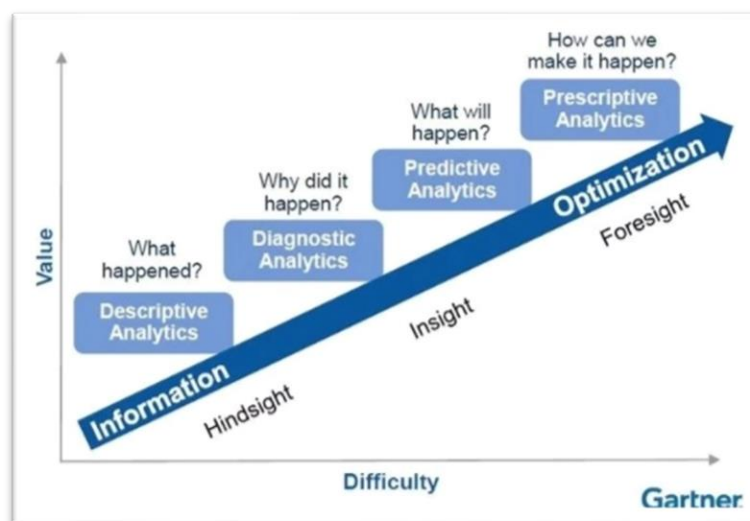 How can we
make it happen?
Prescriptive
Analytics
What will
happen?
Predictive
Analytics
Why did it
happen?
Diagnostic
Analytics
What
happened?
Descriptive
Analytics
Value
Information
Optimization
Hindsight
Insight
Foresight
Difficulty
Gartner